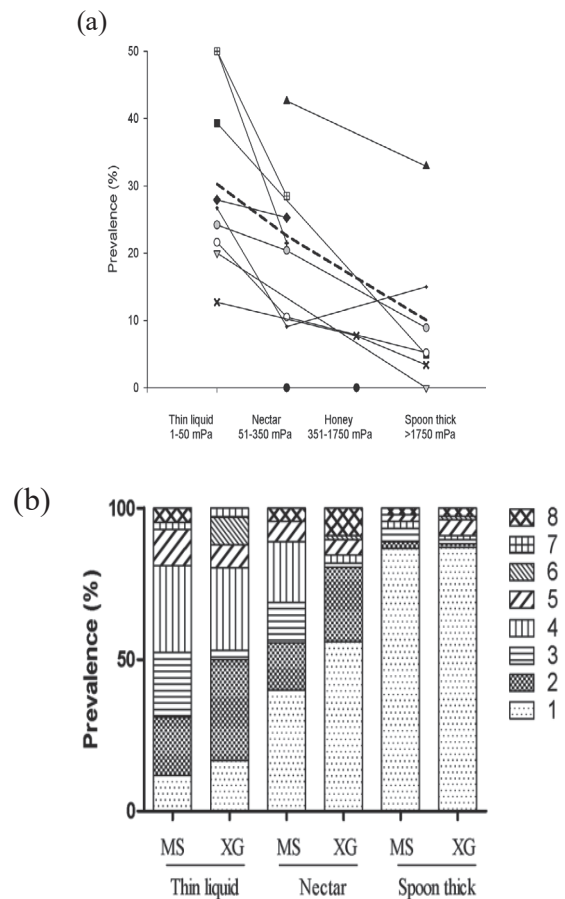 (a)
50
40
30
20
10
0
Prevalence (%)
Thin liquid Nectar Honey Spoon thick
1-50 mPa 51-350 mPa 351-1750 mPa >1750 mPa
(b)
100
50
0
Prevalence (%)
8
7
6
5
4
3
2
1
MS XG MS XG MS XG
Thin liquid Nectar Spoon thick